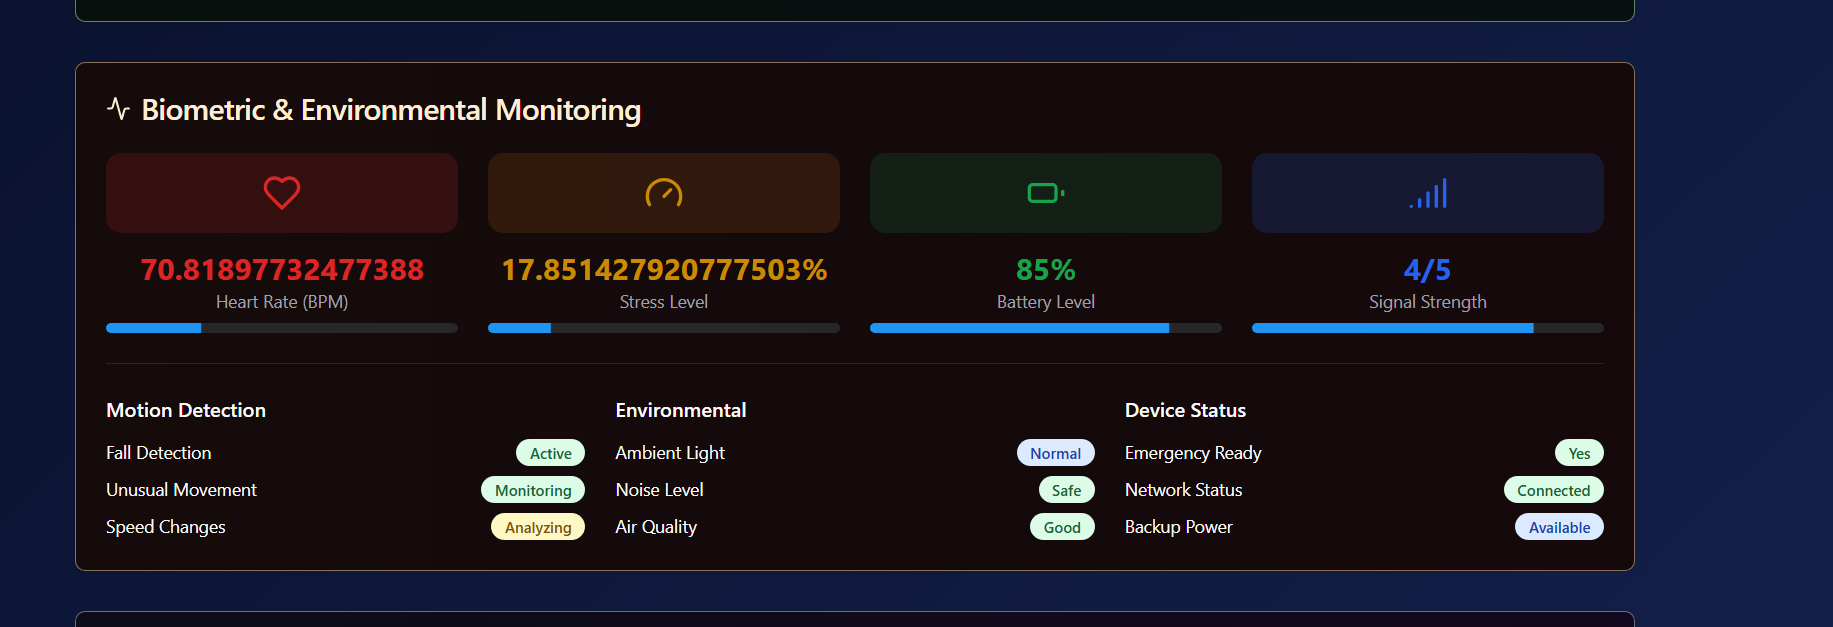 Biometric & Environmental Monitoring
70.81897732477388
Heart Rate (BPM)
17.851427920777503%
Stress Level
85%
Battery Level
4/5
Signal Strength
Motion Detection
Fall Detection Active
Unusual Movement Monitoring
Speed Changes Analyzing
Environmental
Ambient Light Normal
Noise Level Safe
Air Quality Good
Device Status
Emergency Ready Yes
Network Status Connected
Backup Power Available